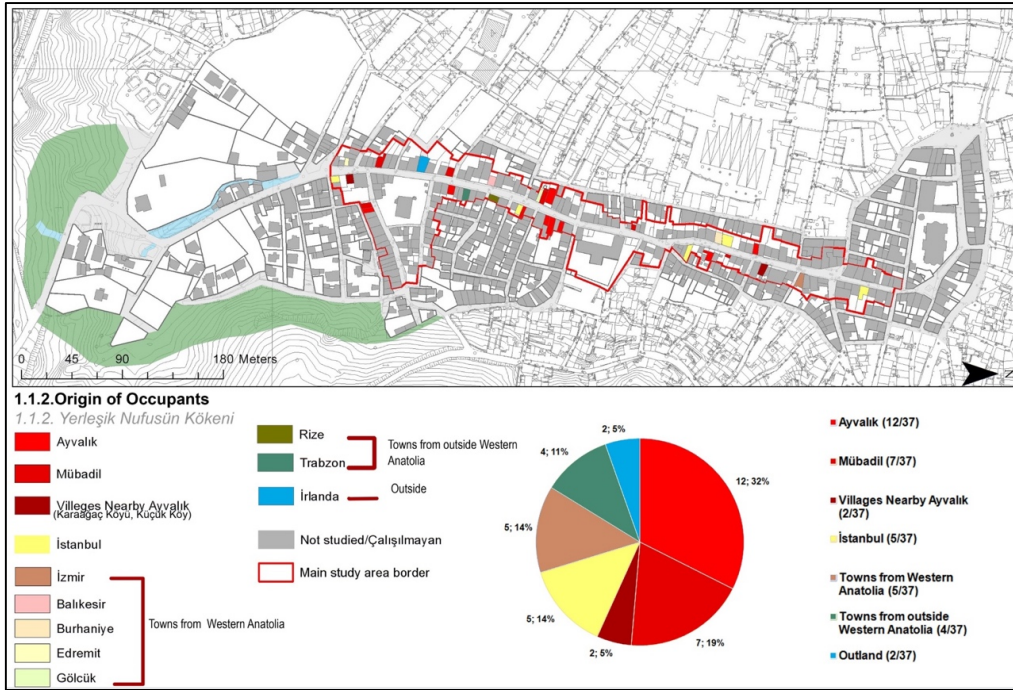 0 45 90 180 Meters
N
1.1.2.Origin of Occupants
1.1.2. Yerleşik Nufusün Kökeni
Ayvalık
Mübadil
Villages Nearby Ayvalık
(Karaağaç Köyü, Küçük Köy)
İstanbul
İzmir
Balıkesir
Burhaniye
Edremit
Gölcük
Towns from Western Anatolia
Rize
Trabzon
Towns from outside Western
Anatolia
İrlanda
Outside
Not studied/Çalışılmayan
Main study area border
2; 5%
4; 11%
12; 32%
5; 14%
5; 14%
2; 5%
7; 19%
Ayvalık (12/37)
Mübadil (7/37)
Villages Nearby Ayvalık
(2/37)
İstanbul (5/37)
Towns from Western
Anatolia (5/37)
Towns from outside
Western Anatolia (4/37)
Outland (2/37)